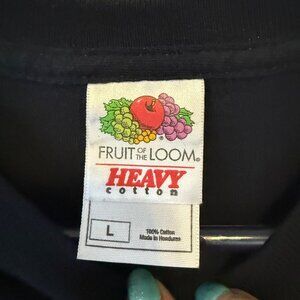 FRUIT OF THE LOOM®
HEAVY
cotton
L
100% Cotton
Made in Honduras